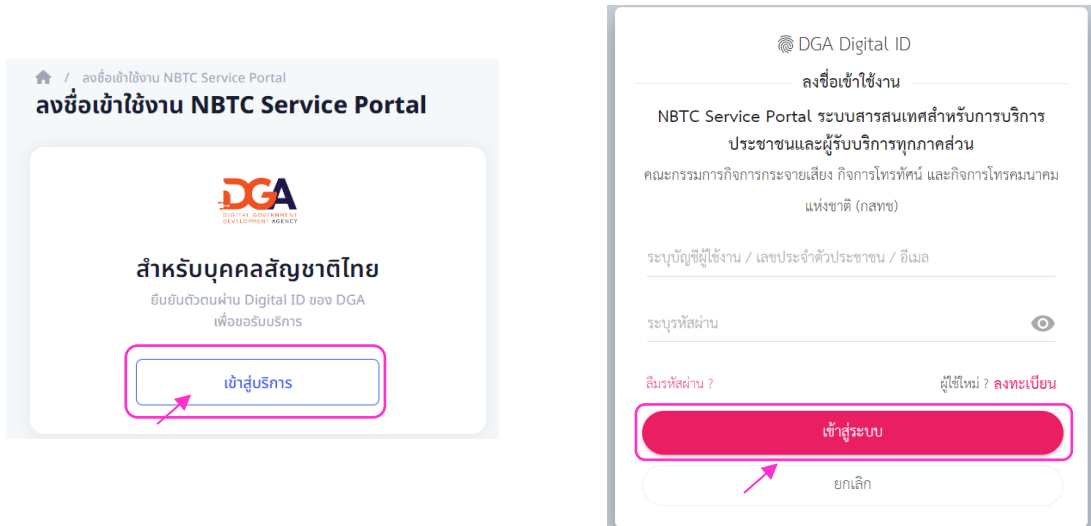 / ลงชื่อเข้าใช้งาน NBTC Service Portal
ลงชื่อเข้าใช้งาน NBTC Service Portal
DGA
DIGITAL GOVERNMENT
DEVELOPMENT AGENCY
สำหรับบุคคลสัญชาติไทย
ยืนยันตัวตนผ่าน Digital ID ของ DGA
เพื่อขอรับบริการ
เข้าสู่บริการ
DGA Digital ID
ลงชื่อเข้าใช้งาน
NBTC Service Portal ระบบสารสนเทศสำหรับการบริการ
ประชาชนและผู้รับบริการทุกภาคส่วน
คณะกรรมการกิจการกระจายเสียง กิจการโทรทัศน์ และกิจการโทรคมนาคม
แห่งชาติ (กสทช)
ระบุบัญชีผู้ใช้งาน / เลขประจำตัวประชาชน / อีเมล
ระบุรหัสผ่าน
ลืมรหัสผ่าน ? ผู้ใช้ใหม่ ? ลงทะเบียน
เข้าสู่ระบบ
ยกเลิก